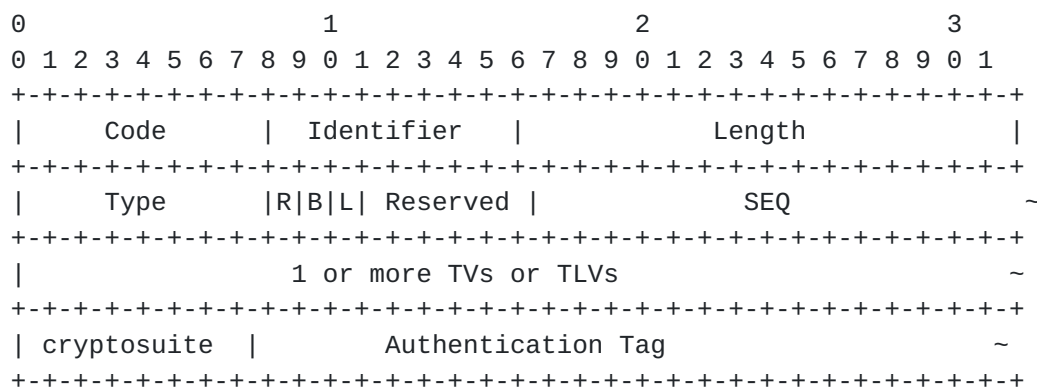 0                   1                   2                   3
0 1 2 3 4 5 6 7 8 9 0 1 2 3 4 5 6 7 8 9 0 1 2 3 4 5 6 7 8 9 0 1
+-+-+-+-+-+-+-+-+-+-+-+-+-+-+-+-+-+-+-+-+-+-+-+-+-+-+-+-+-+-+-+-+
|     Code      |  Identifier   |            Length             |
+-+-+-+-+-+-+-+-+-+-+-+-+-+-+-+-+-+-+-+-+-+-+-+-+-+-+-+-+-+-+-+-+
|     Type      |R|B|L| Reserved |             SEQ               ~
+-+-+-+-+-+-+-+-+-+-+-+-+-+-+-+-+-+-+-+-+-+-+-+-+-+-+-+-+-+-+-+-+
|                 1 or more TVs or TLVs                         ~
+-+-+-+-+-+-+-+-+-+-+-+-+-+-+-+-+-+-+-+-+-+-+-+-+-+-+-+-+-+-+-+-+
| cryptosuite  |        Authentication Tag                     ~
+-+-+-+-+-+-+-+-+-+-+-+-+-+-+-+-+-+-+-+-+-+-+-+-+-+-+-+-+-+-+-+-+